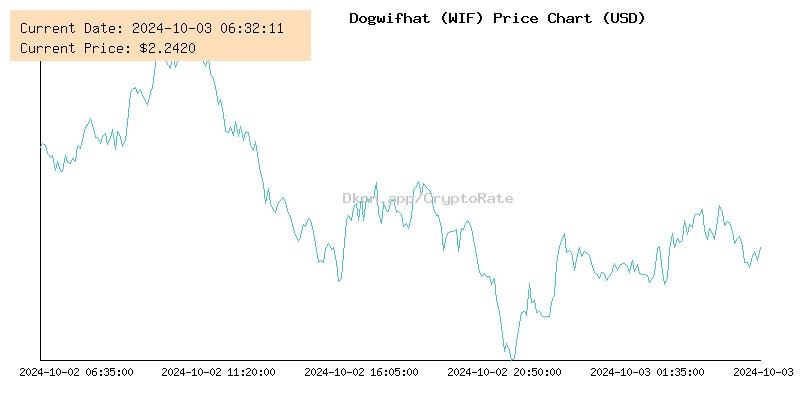 Dogwifhat (WIF) Price Chart (USD)
Current Date: 2024-10-03 06:32:11
Current Price: $2.2420
Dkon.app/CryptoRate
2024-10-02 06:35:00 2024-10-02 11:20:00 2024-10-02 16:05:00 2024-10-02 20:50:00 2024-10-03 01:35:00 2024-10-03